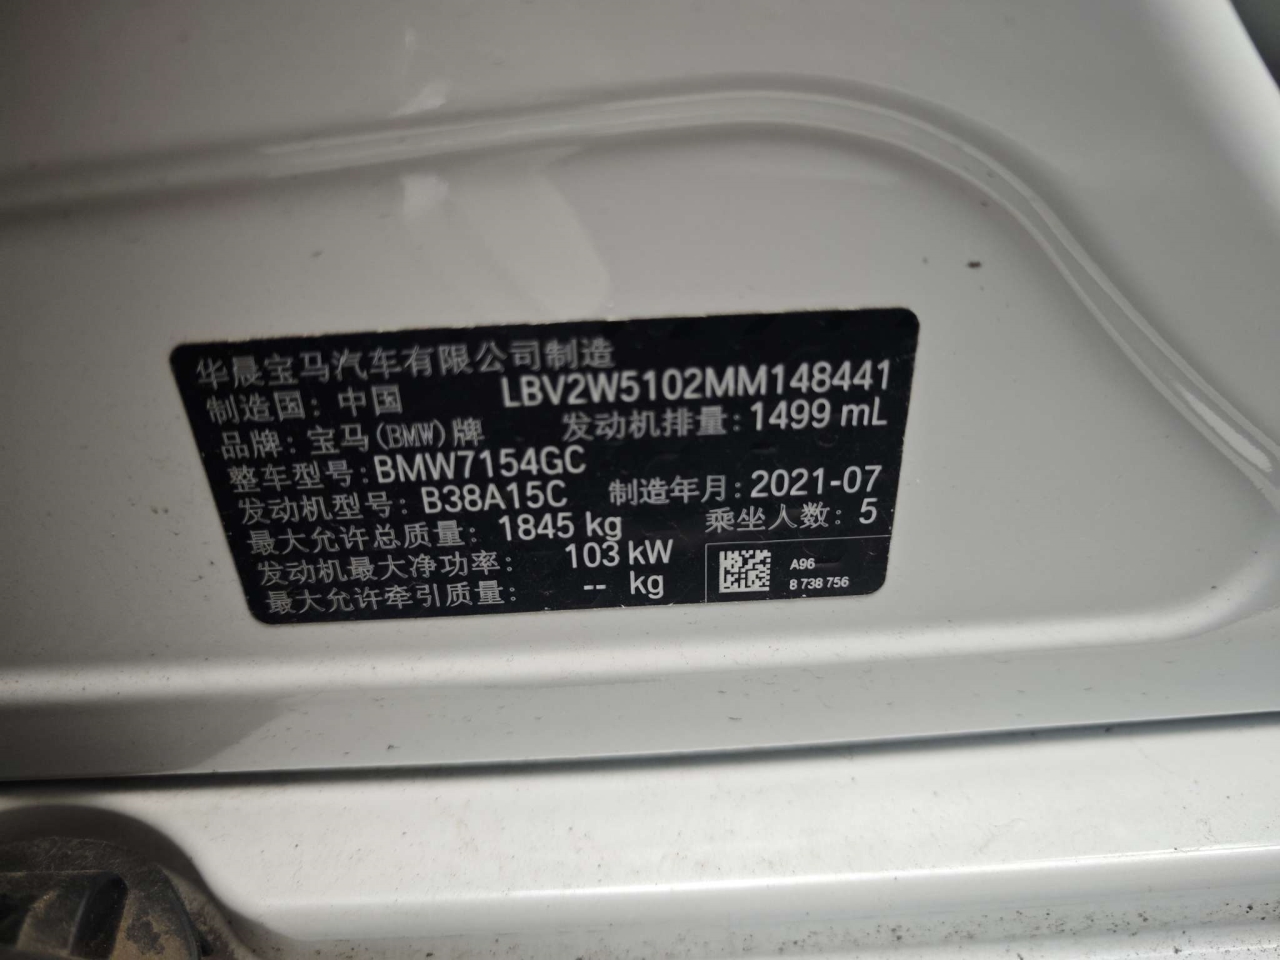 华晨宝马汽车有限公司制造
制造国: 中国 LBV2W5102MM148441
品牌: 宝马(BMW)牌 发动机排量: 1499 mL
整车型号: BMW7154GC
发动机型号: B38A15C 制造年月: 2021-07
最大允许总质量: 1845 kg 乘坐人数: 5
发动机最大净功率: 103 kW
最大允许牵引质量: -- kg
A96
8 738 756